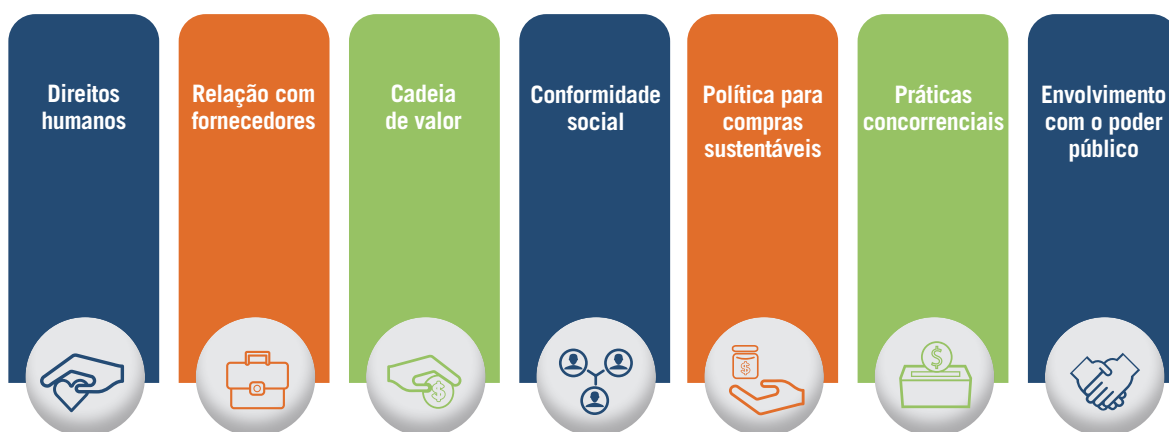 Direitos
humanos
Relação com
fornecedores
Cadeia
de valor
Conformidade
social
Política para
compras
sustentáveis
Práticas
concorrenciais
Envolvimento
com o poder
público
$
$
$